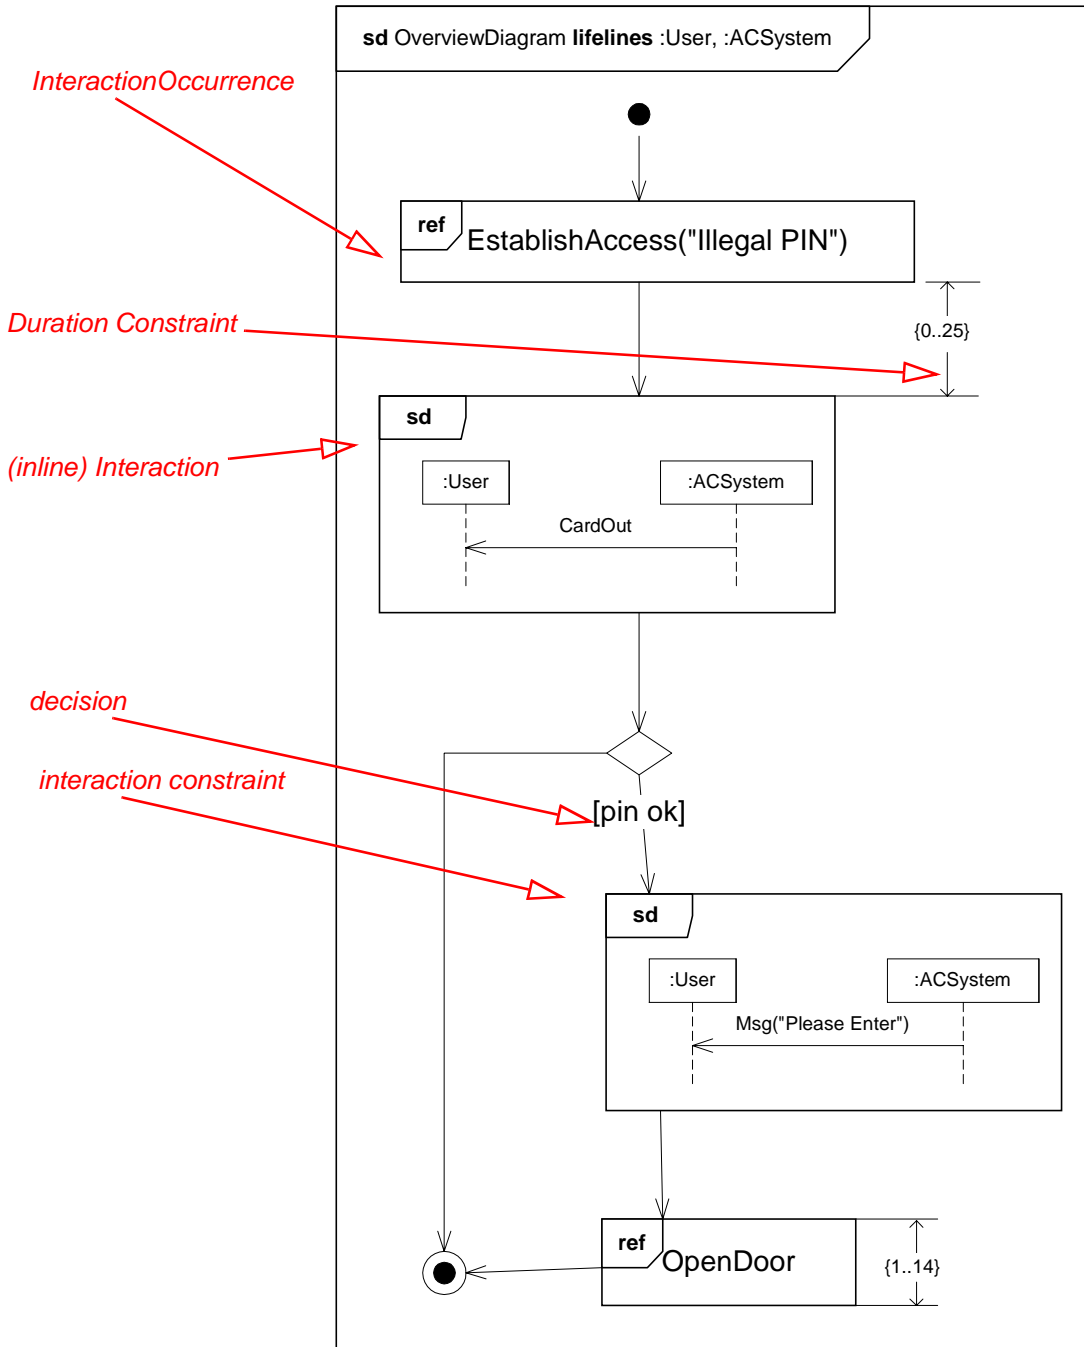 sd OverviewDiagram lifelines :User, :ACSystem
InteractionOccurrence
ref
EstablishAccess("Illegal PIN")
Duration Constraint
{0..25}
sd
(inline) Interaction
:User
:ACSystem
CardOut
decision
interaction constraint
[pin ok]
sd
:User
:ACSystem
Msg("Please Enter")
ref
OpenDoor
{1..14}